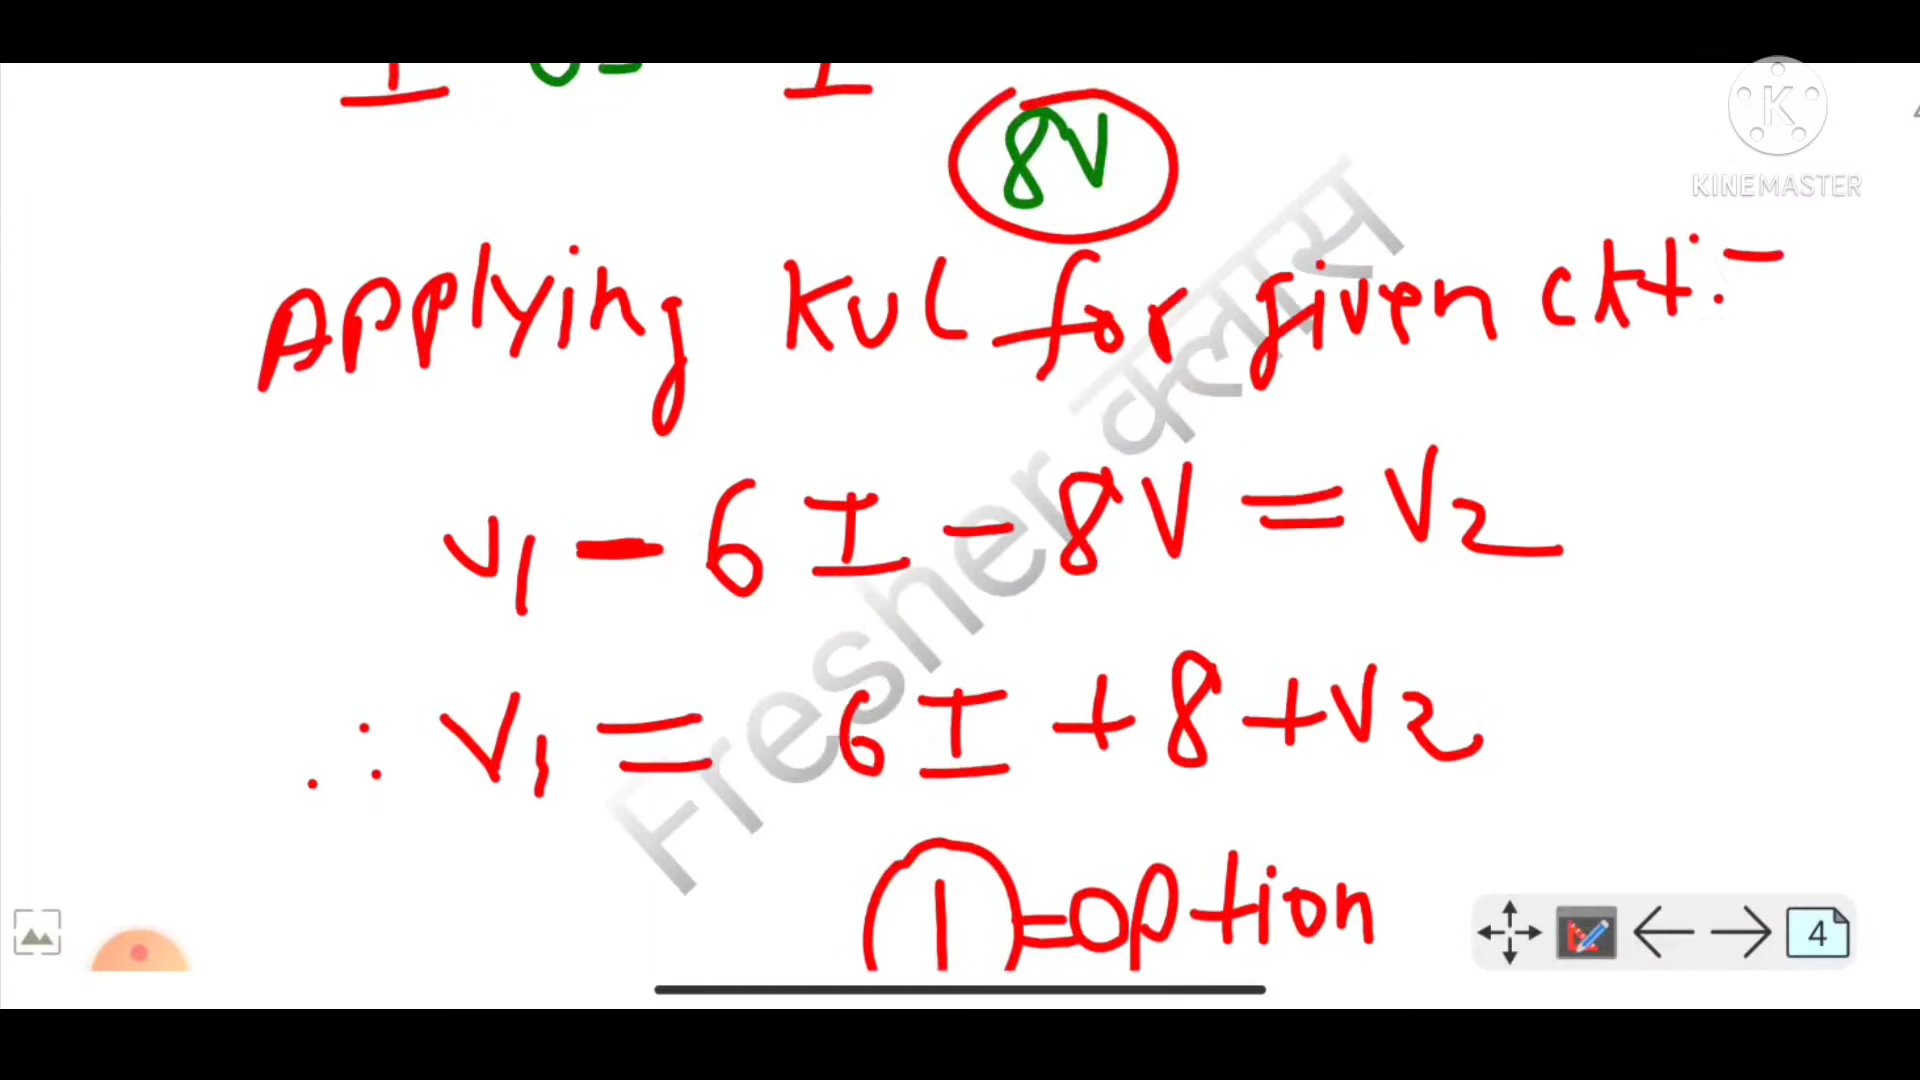 8V
KINEMASTER
Applying KVL for given ckt:-
V1 - 6I - 8V = V2
∴ V1 = 6I + 8 + V2
1 = option
Fresher क्लास
4